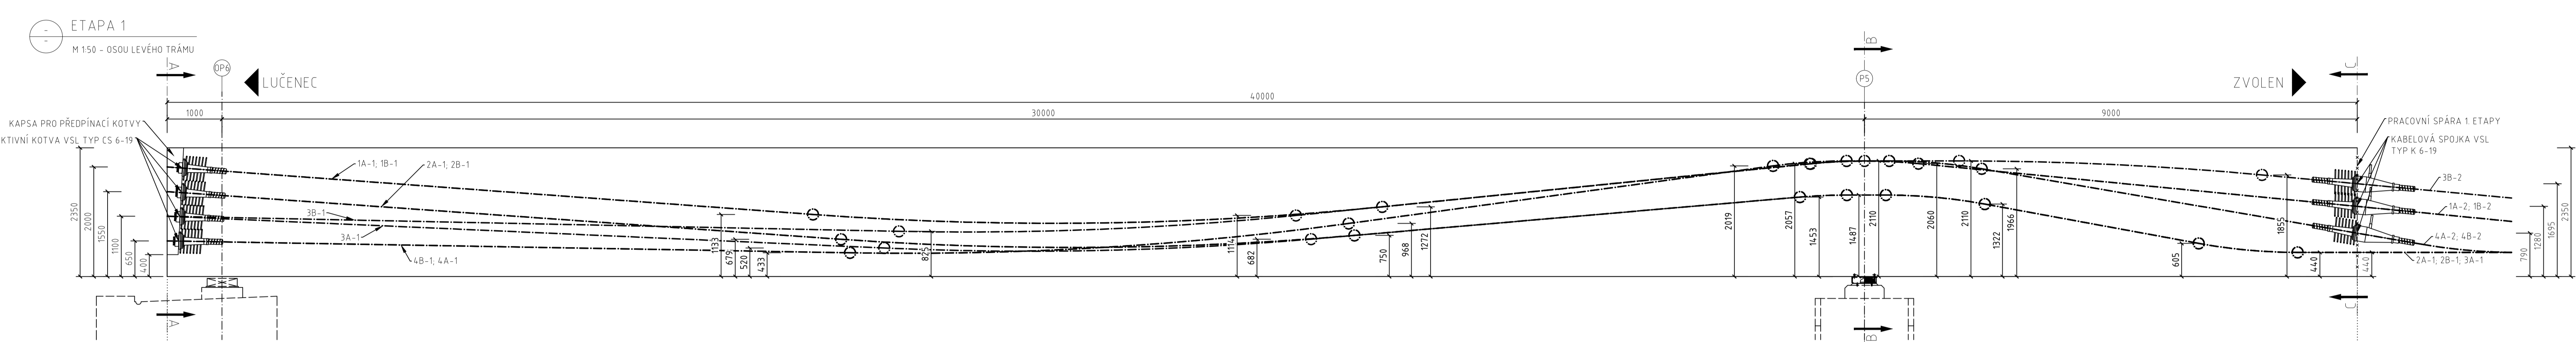 ETAPA 1
M 1:50 - OSOU LEVÉHO TRÁMU
A
OP6
LUČENEC
B
P5
ZVOLEN
C
40000
1000
30000
9000
KAPSA PRO PŘEDPÍNACÍ KOTVY
KTIVNÍ KOTVA VSL TYP CS 6-19
PRACOVNÍ SPÁRA 1. ETAPY
KABELOVÁ SPOJKA VSL
TYP K 6-19
1A-1; 1B-1
2A-1; 2B-1
3B-1
3A-1
4B-1; 4A-1
3B-2
1A-2; 1B-2
4A-2; 4B-2
2A-1; 2B-1; 3A-1
2350
2000
1550
1100
650
400
1133
679
520
433
825
1114
682
750
968
1272
2019
2057
1453
1487
2110
2060
2110
1322
1966
605
1855
440
440
790
1280
1695
2350
A
B
C